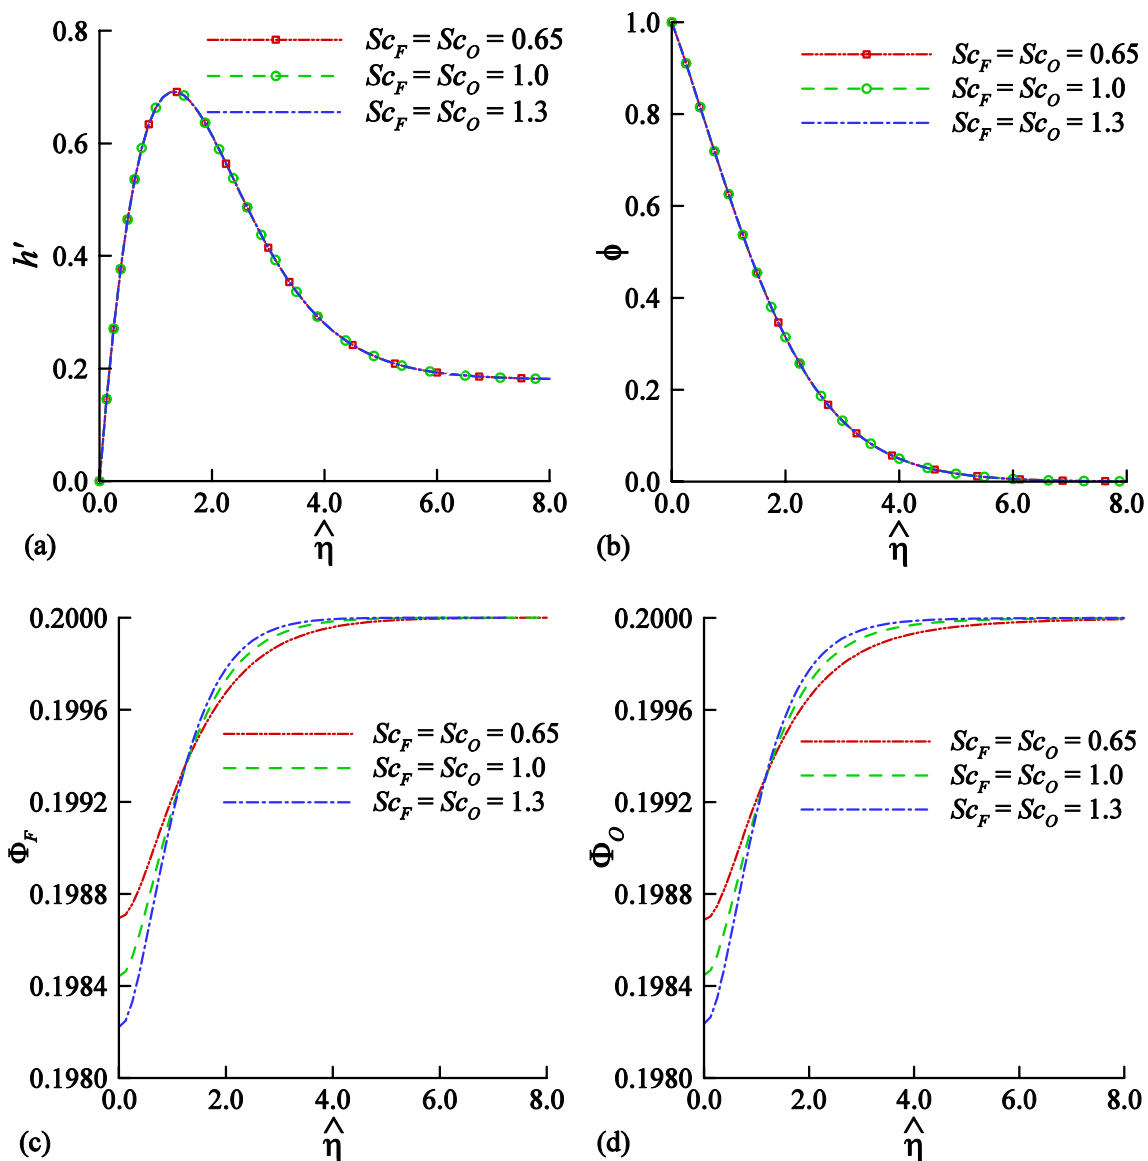 0.8
0.6
0.4
0.2
0.0
h′
Sc_F = Sc_O = 0.65
Sc_F = Sc_O = 1.0
Sc_F = Sc_O = 1.3
2.0 4.0 6.0 8.0
η̂
(a)
1.0
0.8
0.6
0.4
0.2
0.0
ϕ
Sc_F = Sc_O = 0.65
Sc_F = Sc_O = 1.0
Sc_F = Sc_O = 1.3
0.0 2.0 4.0 6.0 8.0
η̂
(b)
0.2000
0.1996
0.1992
0.1988
0.1984
0.1980
Φ_F
Sc_F = Sc_O = 0.65
Sc_F = Sc_O = 1.0
Sc_F = Sc_O = 1.3
0.0 2.0 4.0 6.0 8.0
η̂
(c)
0.2000
0.1996
0.1992
0.1988
0.1984
0.1980
Φ_O
Sc_F = Sc_O = 0.65
Sc_F = Sc_O = 1.0
Sc_F = Sc_O = 1.3
0.0 2.0 4.0 6.0 8.0
η̂
(d)